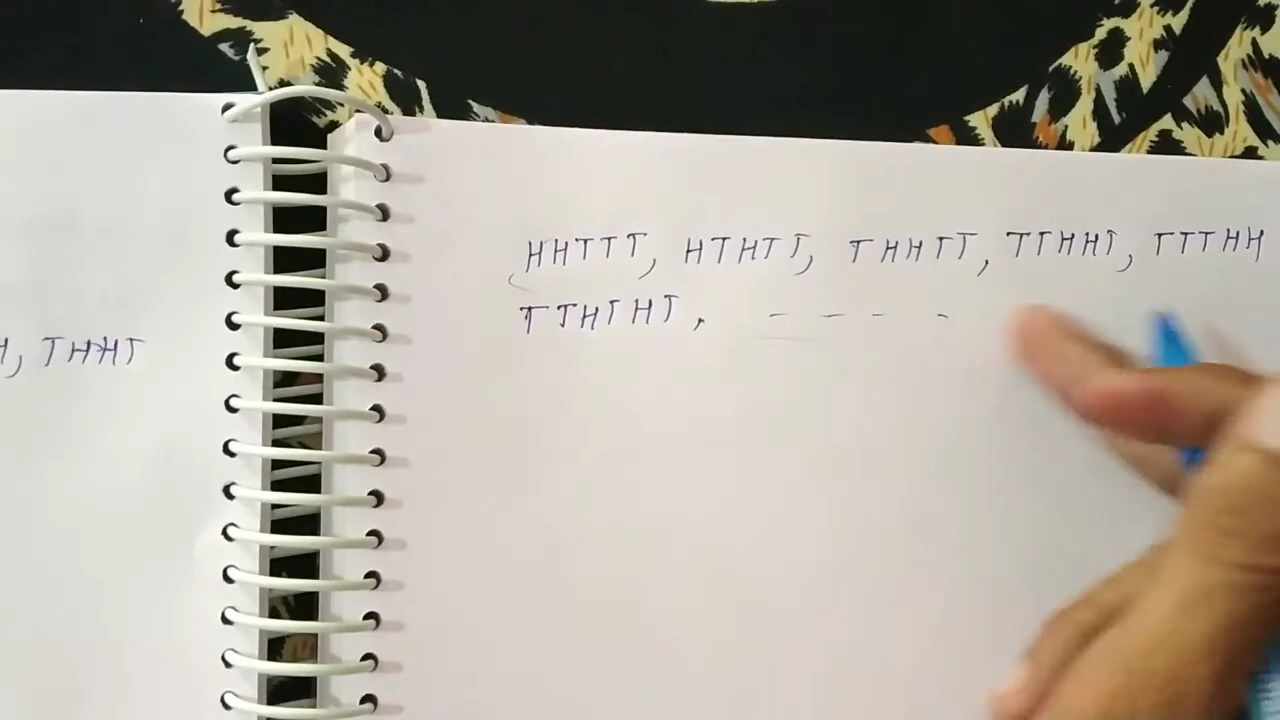 H, THHT
HHTTT, HTHTT, THHTT, TTHHT, TTTHH
TTHTHT, - - - -